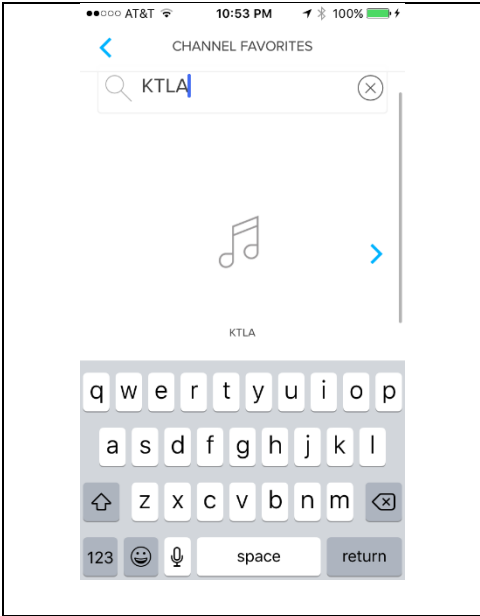 AT&T 10:53 PM 100%
CHANNEL FAVORITES
KTLA
KTLA
q w e r t y u i o p
a s d f g h j k l
z x c v b n m
123 space return